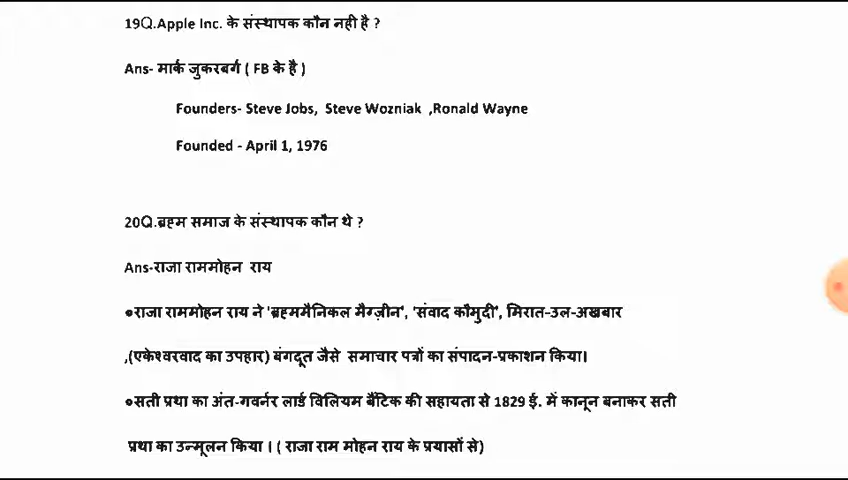 19Q.Apple Inc. के संस्थापक कौन नही है ?
Ans- मार्क जुकरबर्ग ( FB के है )
Founders- Steve Jobs, Steve Wozniak ,Ronald Wayne
Founded - April 1, 1976
20Q.ब्रह्म समाज के संस्थापक कौन थे ?
Ans-राजा राममोहन राय
●राजा राममोहन राय ने 'ब्रह्ममैनिकल मैग्ज़ीन', 'संवाद कौमुदी', मिरात-उल-अखबार
,(एकेश्वरवाद का उपहार) बंगदूत जैसे समाचार पत्रों का संपादन-प्रकाशन किया।
●सती प्रथा का अंत-गवर्नर लार्ड विलियम बैंटिक की सहायता से 1829 ई. में कानून बनाकर सती
प्रथा का उन्मूलन किया । ( राजा राम मोहन राय के प्रयासों से)